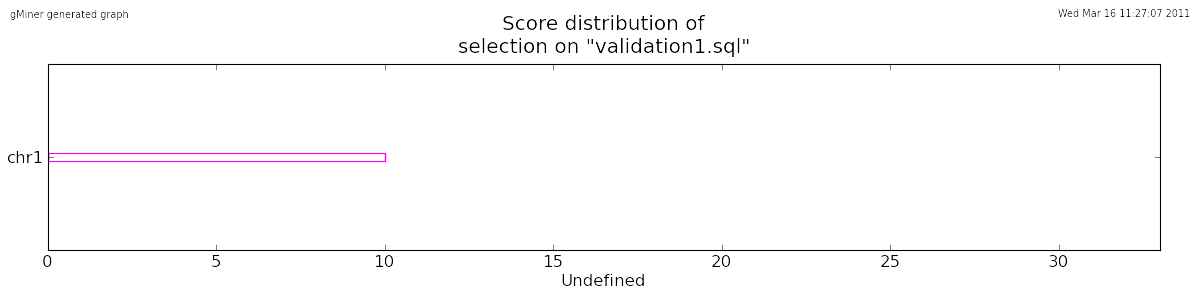 gMiner generated graph
Wed Mar 16 11:27:07 2011
Score distribution of
selection on "validation1.sql"
chr1
0 5 10 15 20 25 30
Undefined